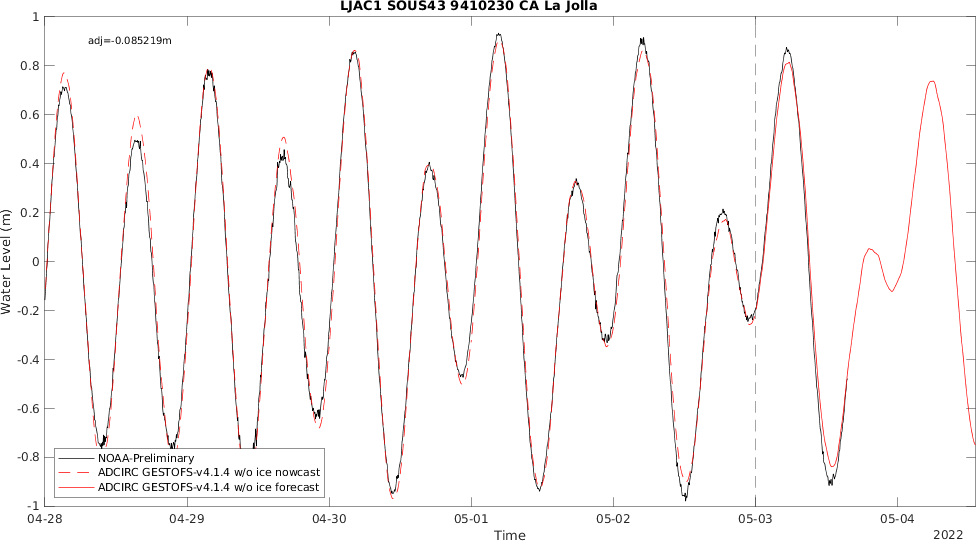 LJAC1 SOUS43 9410230 CA La Jolla
adj=-0.085219m
1
0.8
0.6
0.4
0.2
0
-0.2
-0.4
-0.6
-0.8
-1
Water Level (m)
NOAA-Preliminary
ADCIRC GESTOFS-v4.1.4 w/o ice nowcast
ADCIRC GESTOFS-v4.1.4 w/o ice forecast
04-28 04-29 04-30 05-01 05-02 05-03 05-04
Time
2022